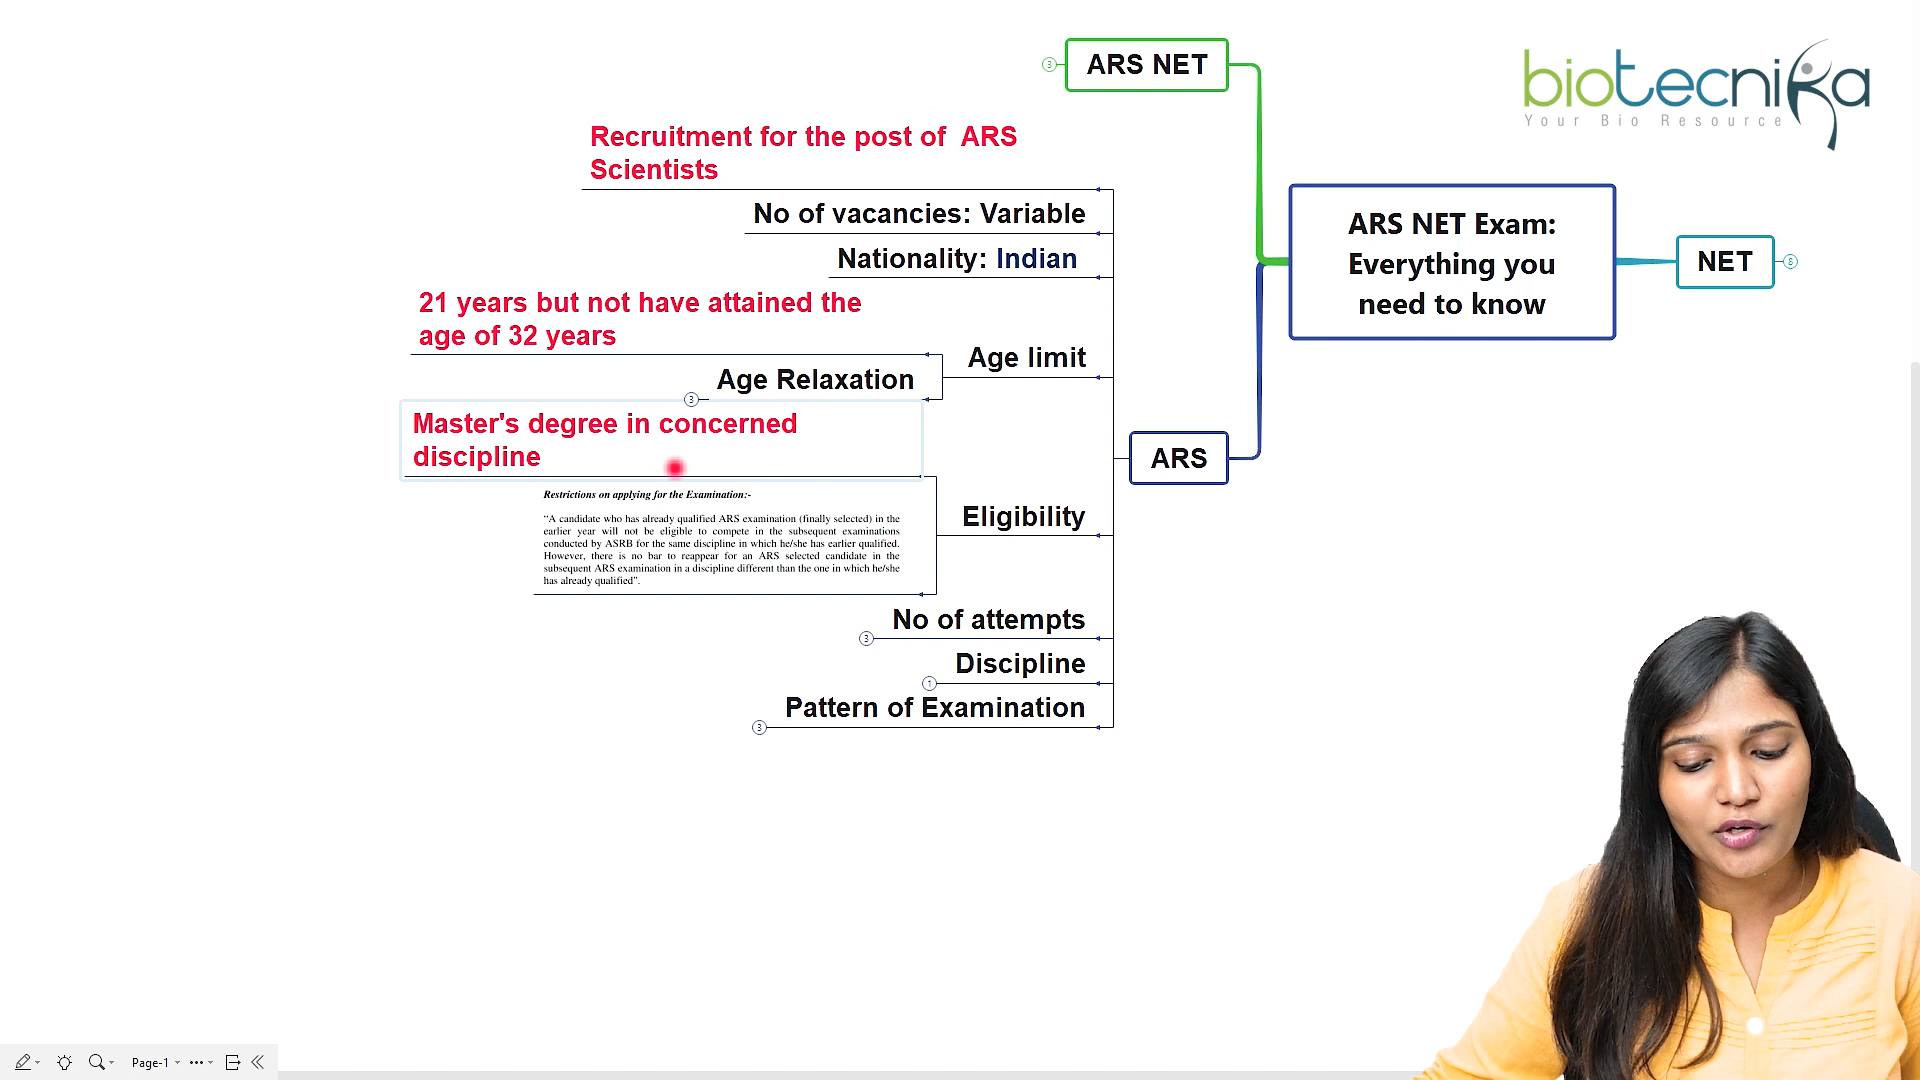 ARS NET
3
biotecnika
Your Bio Resource
Recruitment for the post of ARS
Scientists
No of vacancies: Variable
Nationality: Indian
21 years but not have attained the
age of 32 years
Age limit
Age Relaxation
3
Master's degree in concerned
discipline
Restrictions on applying for the Examination:-
“A candidate who has already qualified ARS examination (finally selected) in the
earlier year will not be eligible to compete in the subsequent examinations
conducted by ASRB for the same discipline in which he/she has earlier qualified.
However, there is no bar to reappear for an ARS selected candidate in the
subsequent ARS examination in a discipline different than the one in which he/she
has already qualified”.
Eligibility
No of attempts
3
Discipline
1
Pattern of Examination
3
ARS
ARS NET Exam:
Everything you
need to know
NET
8
Page-1